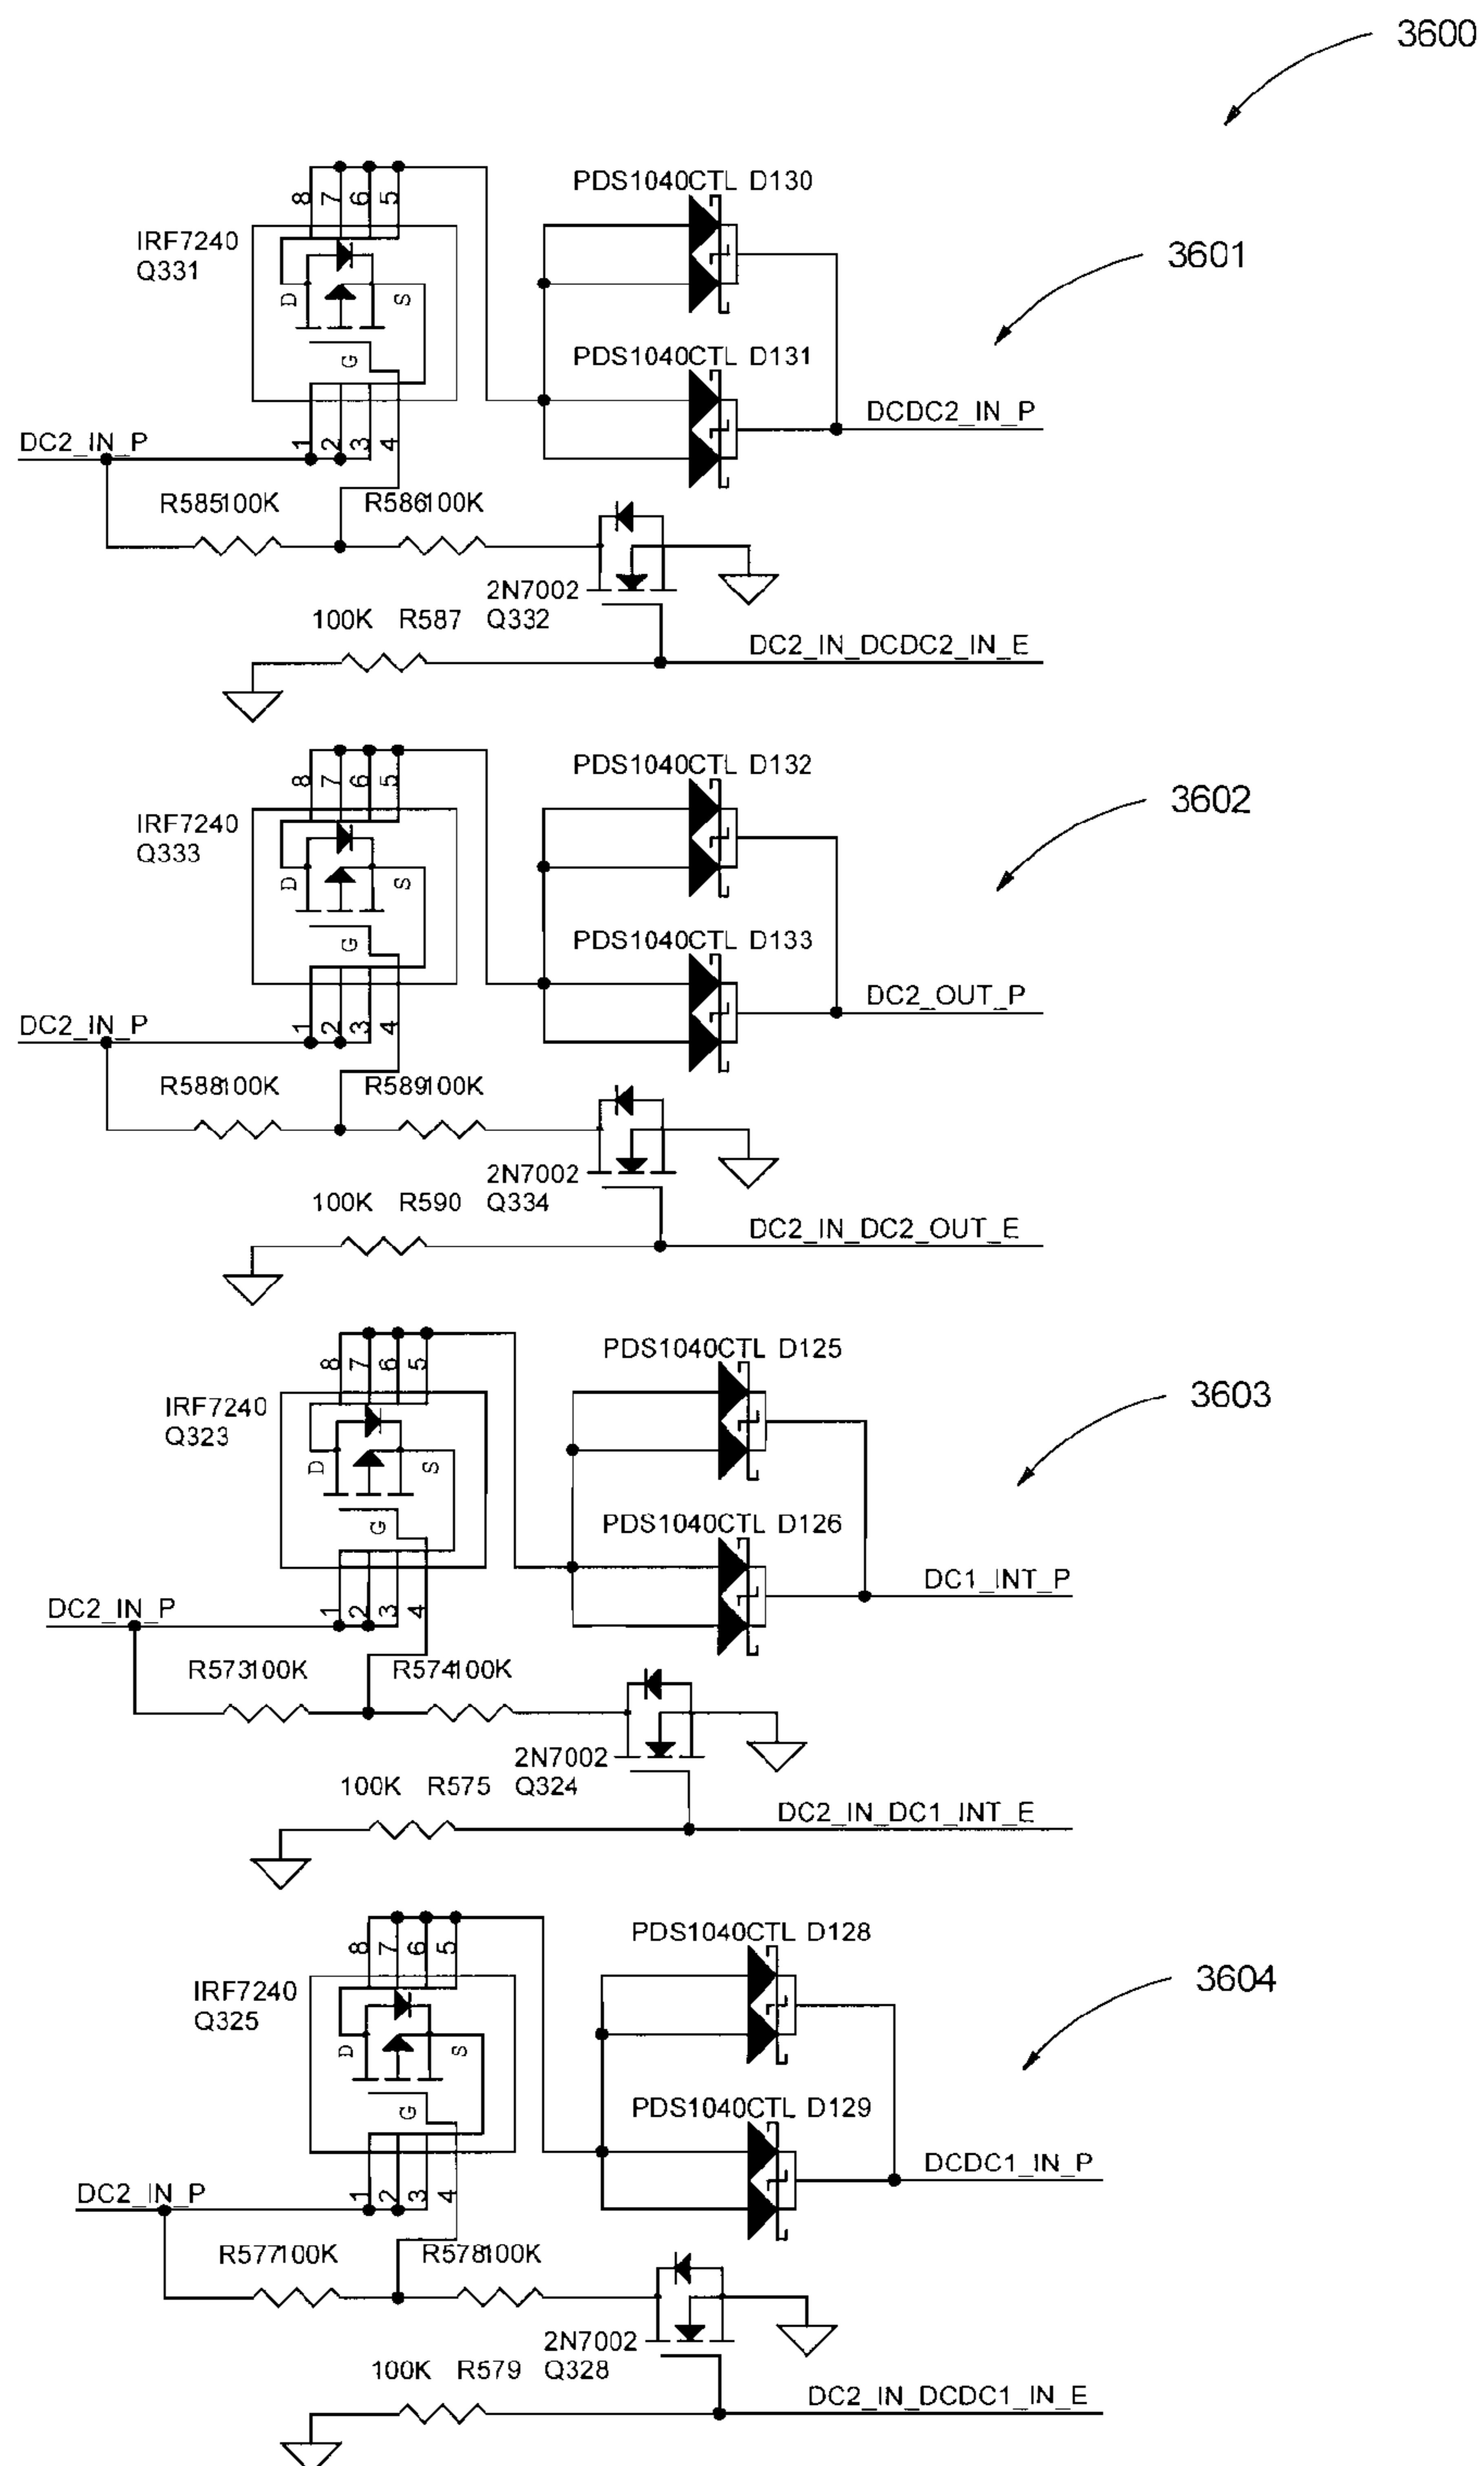 3600
PDS1040CTL D130
8 7 6 5
IRF7240
Q331
3601
D S
G
PDS1040CTL D131
DCDC2_IN_P
DC2_IN_P
1 2 3 4
R585100K R586100K
2N7002
Q332
100K R587
DC2_IN_DCDC2_IN_E
PDS1040CTL D132
8 7 6 5
IRF7240
Q333
3602
D S
G
PDS1040CTL D133
DC2_OUT_P
DC2_IN_P
1 2 3 4
R588100K R589100K
2N7002
Q334
100K R590
DC2_IN_DC2_OUT_E
PDS1040CTL D125
8 7 6 5
IRF7240
Q323
3603
D S
G
PDS1040CTL D126
DC1_INT_P
DC2_IN_P
1 2 3 4
R573100K R574100K
2N7002
Q324
100K R575
DC2_IN_DC1_INT_E
PDS1040CTL D128
8 7 6 5
IRF7240
Q325
3604
D S
G
PDS1040CTL D129
DCDC1_IN_P
DC2_IN_P
1 2 3 4
R577100K R578100K
2N7002
Q328
100K R579
DC2_IN_DCDC1_IN_E